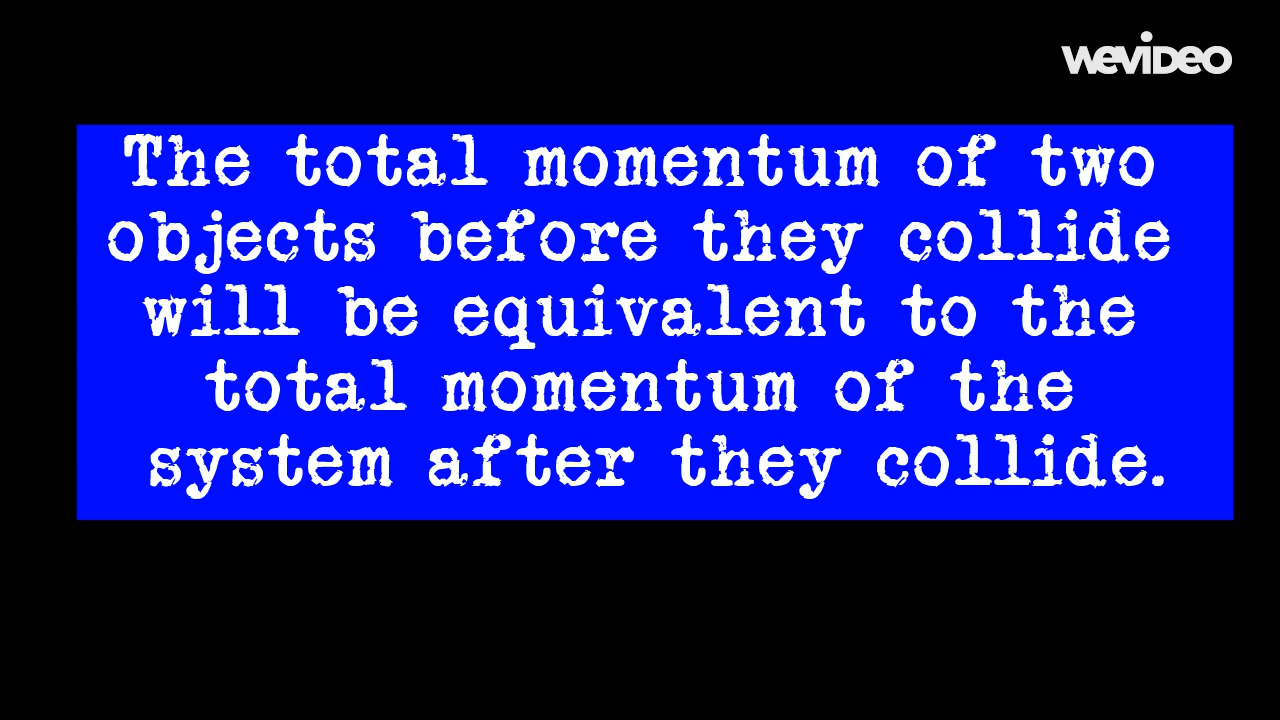 wevideo
The total momentum of two
objects before they collide
will be equivalent to the
total momentum of the
system after they collide.